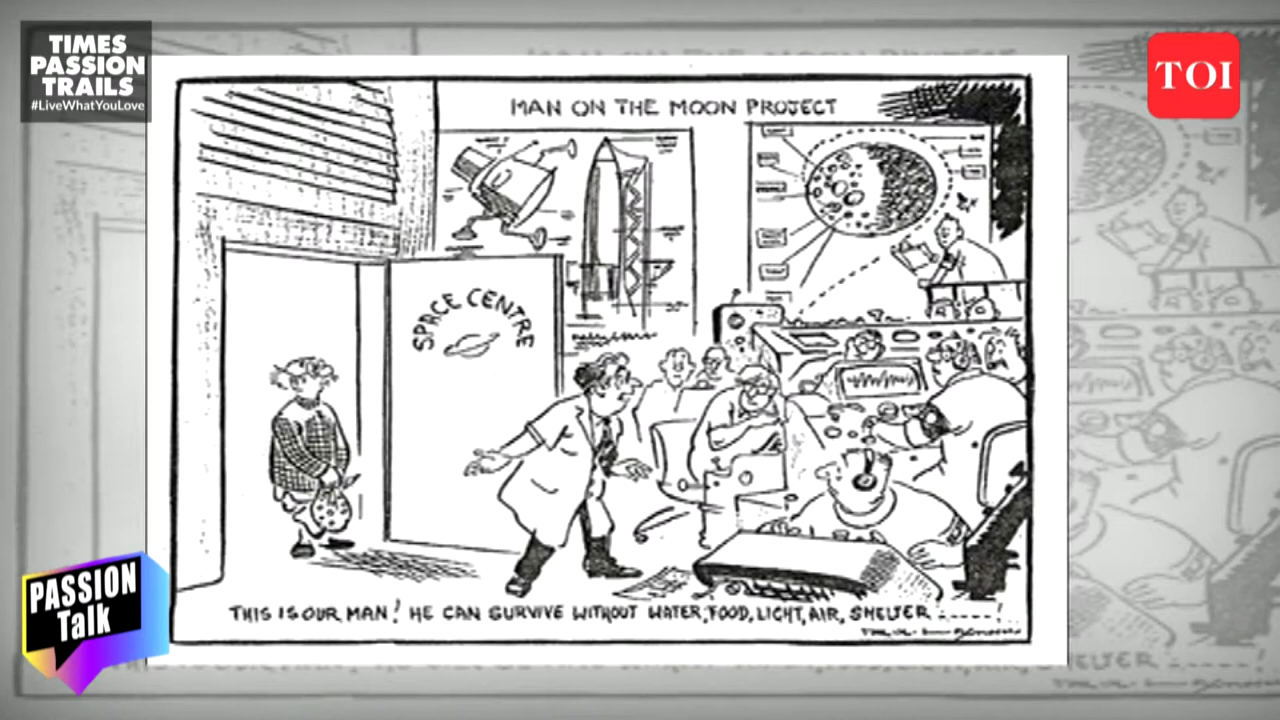 TIMES
PASSION
TRAILS
#LiveWhatYouLove
TOI
MAN ON THE MOON PROJECT
SPACE CENTRE
THIS IS OUR MAN! HE CAN SURVIVE WITHOUT WATER, FOOD, LIGHT, AIR, SHELTER ------!
PASSION
Talk